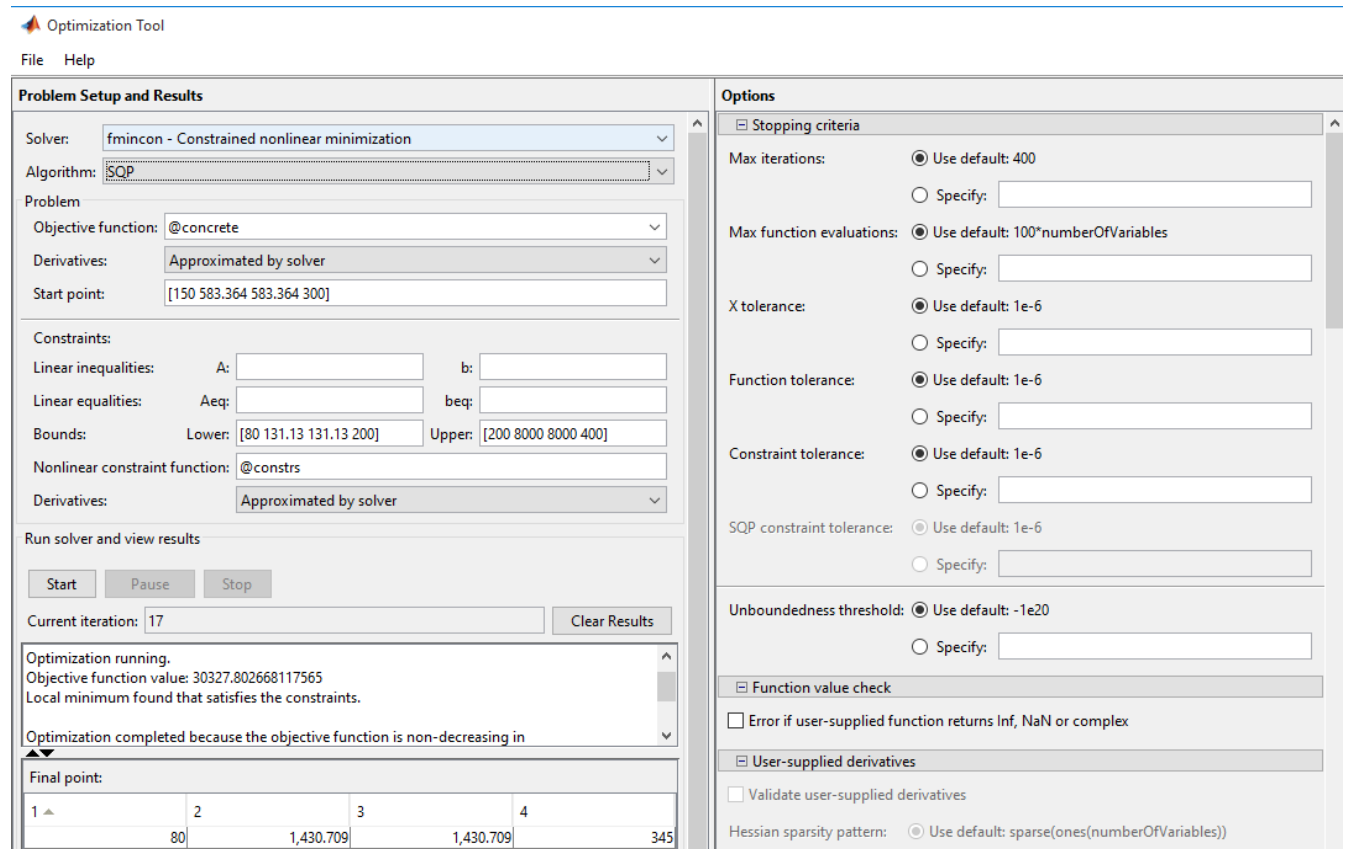 Optimization Tool
File Help
Problem Setup and Results
Solver: fmincon - Constrained nonlinear minimization
Algorithm: SQP
Problem
Objective function: @concrete
Derivatives: Approximated by solver
Start point: [150 583.364 583.364 300]
Constraints:
Linear inequalities: A: b:
Linear equalities: Aeq: beq:
Bounds: Lower: [80 131.13 131.13 200] Upper: [200 8000 8000 400]
Nonlinear constraint function: @constrs
Derivatives: Approximated by solver
Run solver and view results
Start Pause Stop
Current iteration: 17 Clear Results
Optimization running.
Objective function value: 30327.802668117565
Local minimum found that satisfies the constraints.
Optimization completed because the objective function is non-decreasing in
Final point:
1 2 3 4
80 1,430.709 1,430.709 345
Options
Stopping criteria
Max iterations: Use default: 400
Specify:
Max function evaluations: Use default: 100*numberOfVariables
Specify:
X tolerance: Use default: 1e-6
Specify:
Function tolerance: Use default: 1e-6
Specify:
Constraint tolerance: Use default: 1e-6
Specify:
SQP constraint tolerance: Use default: 1e-6
Specify:
Unboundedness threshold: Use default: -1e20
Specify:
Function value check
Error if user-supplied function returns Inf, NaN or complex
User-supplied derivatives
Validate user-supplied derivatives
Hessian sparsity pattern: Use default: sparse(ones(numberOfVariables))